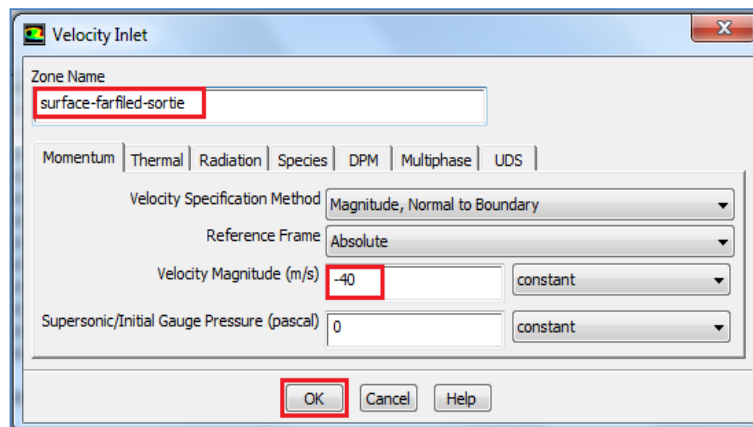 Velocity Inlet
X
Zone Name
surface-farfiled-sortie
Momentum Thermal Radiation Species DPM Multiphase UDS
Velocity Specification Method Magnitude, Normal to Boundary
Reference Frame Absolute
Velocity Magnitude (m/s) -40 constant
Supersonic/Initial Gauge Pressure (pascal) 0 constant
OK Cancel Help